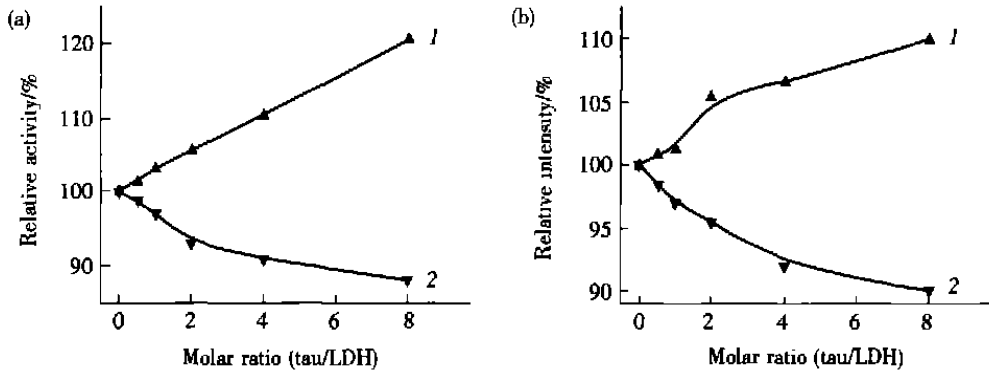 (a)
Relative activity/%
120
110
100
90
0 2 4 6 8
Molar ratio (tau/LDH)
1
2
(b)
Relative intensity/%
110
105
100
95
90
0 2 4 6 8
Molar ratio (tau/LDH)
1
2